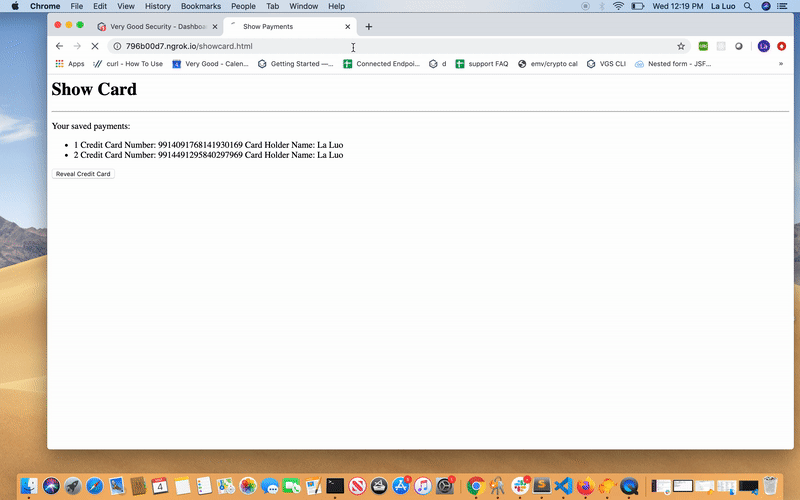 Chrome File Edit View History Bookmarks People Tab Window Help Wed 12:19 PM La Luo
Very Good Security - Dashboa Show Payments
796b00d7.ngrok.io/showcard.html La
Apps curl - How To Use Very Good - Calen... Getting Started —... Connected Endpoi... d support FAQ emv/crypto cal VGS CLI Nested form - JSF... »
Show Card
Your saved payments:
• 1 Credit Card Number: 9914091768141930169 Card Holder Name: La Luo
• 2 Credit Card Number: 9914491295840297969 Card Holder Name: La Luo
Reveal Credit Card